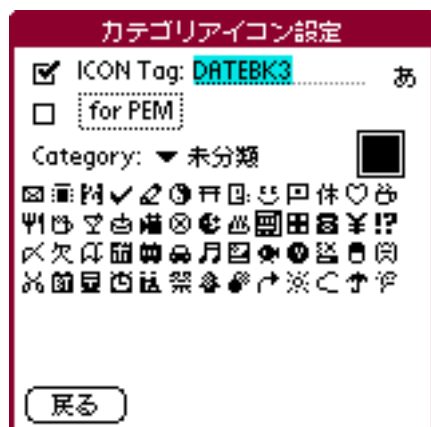 カテゴリアイコン設定
ICON Tag: DATEBK3 あ
for PEM
Category: ▼ 未分類
休
¥ !?
欠
戻る